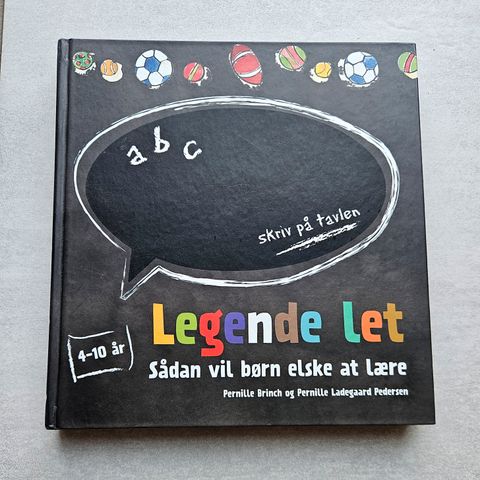 a b c
skriv på tavlen
Legende let
4-10 år
Sådan vil børn elske at lære
Pernille Brinch og Pernille Ladegaard Pedersen